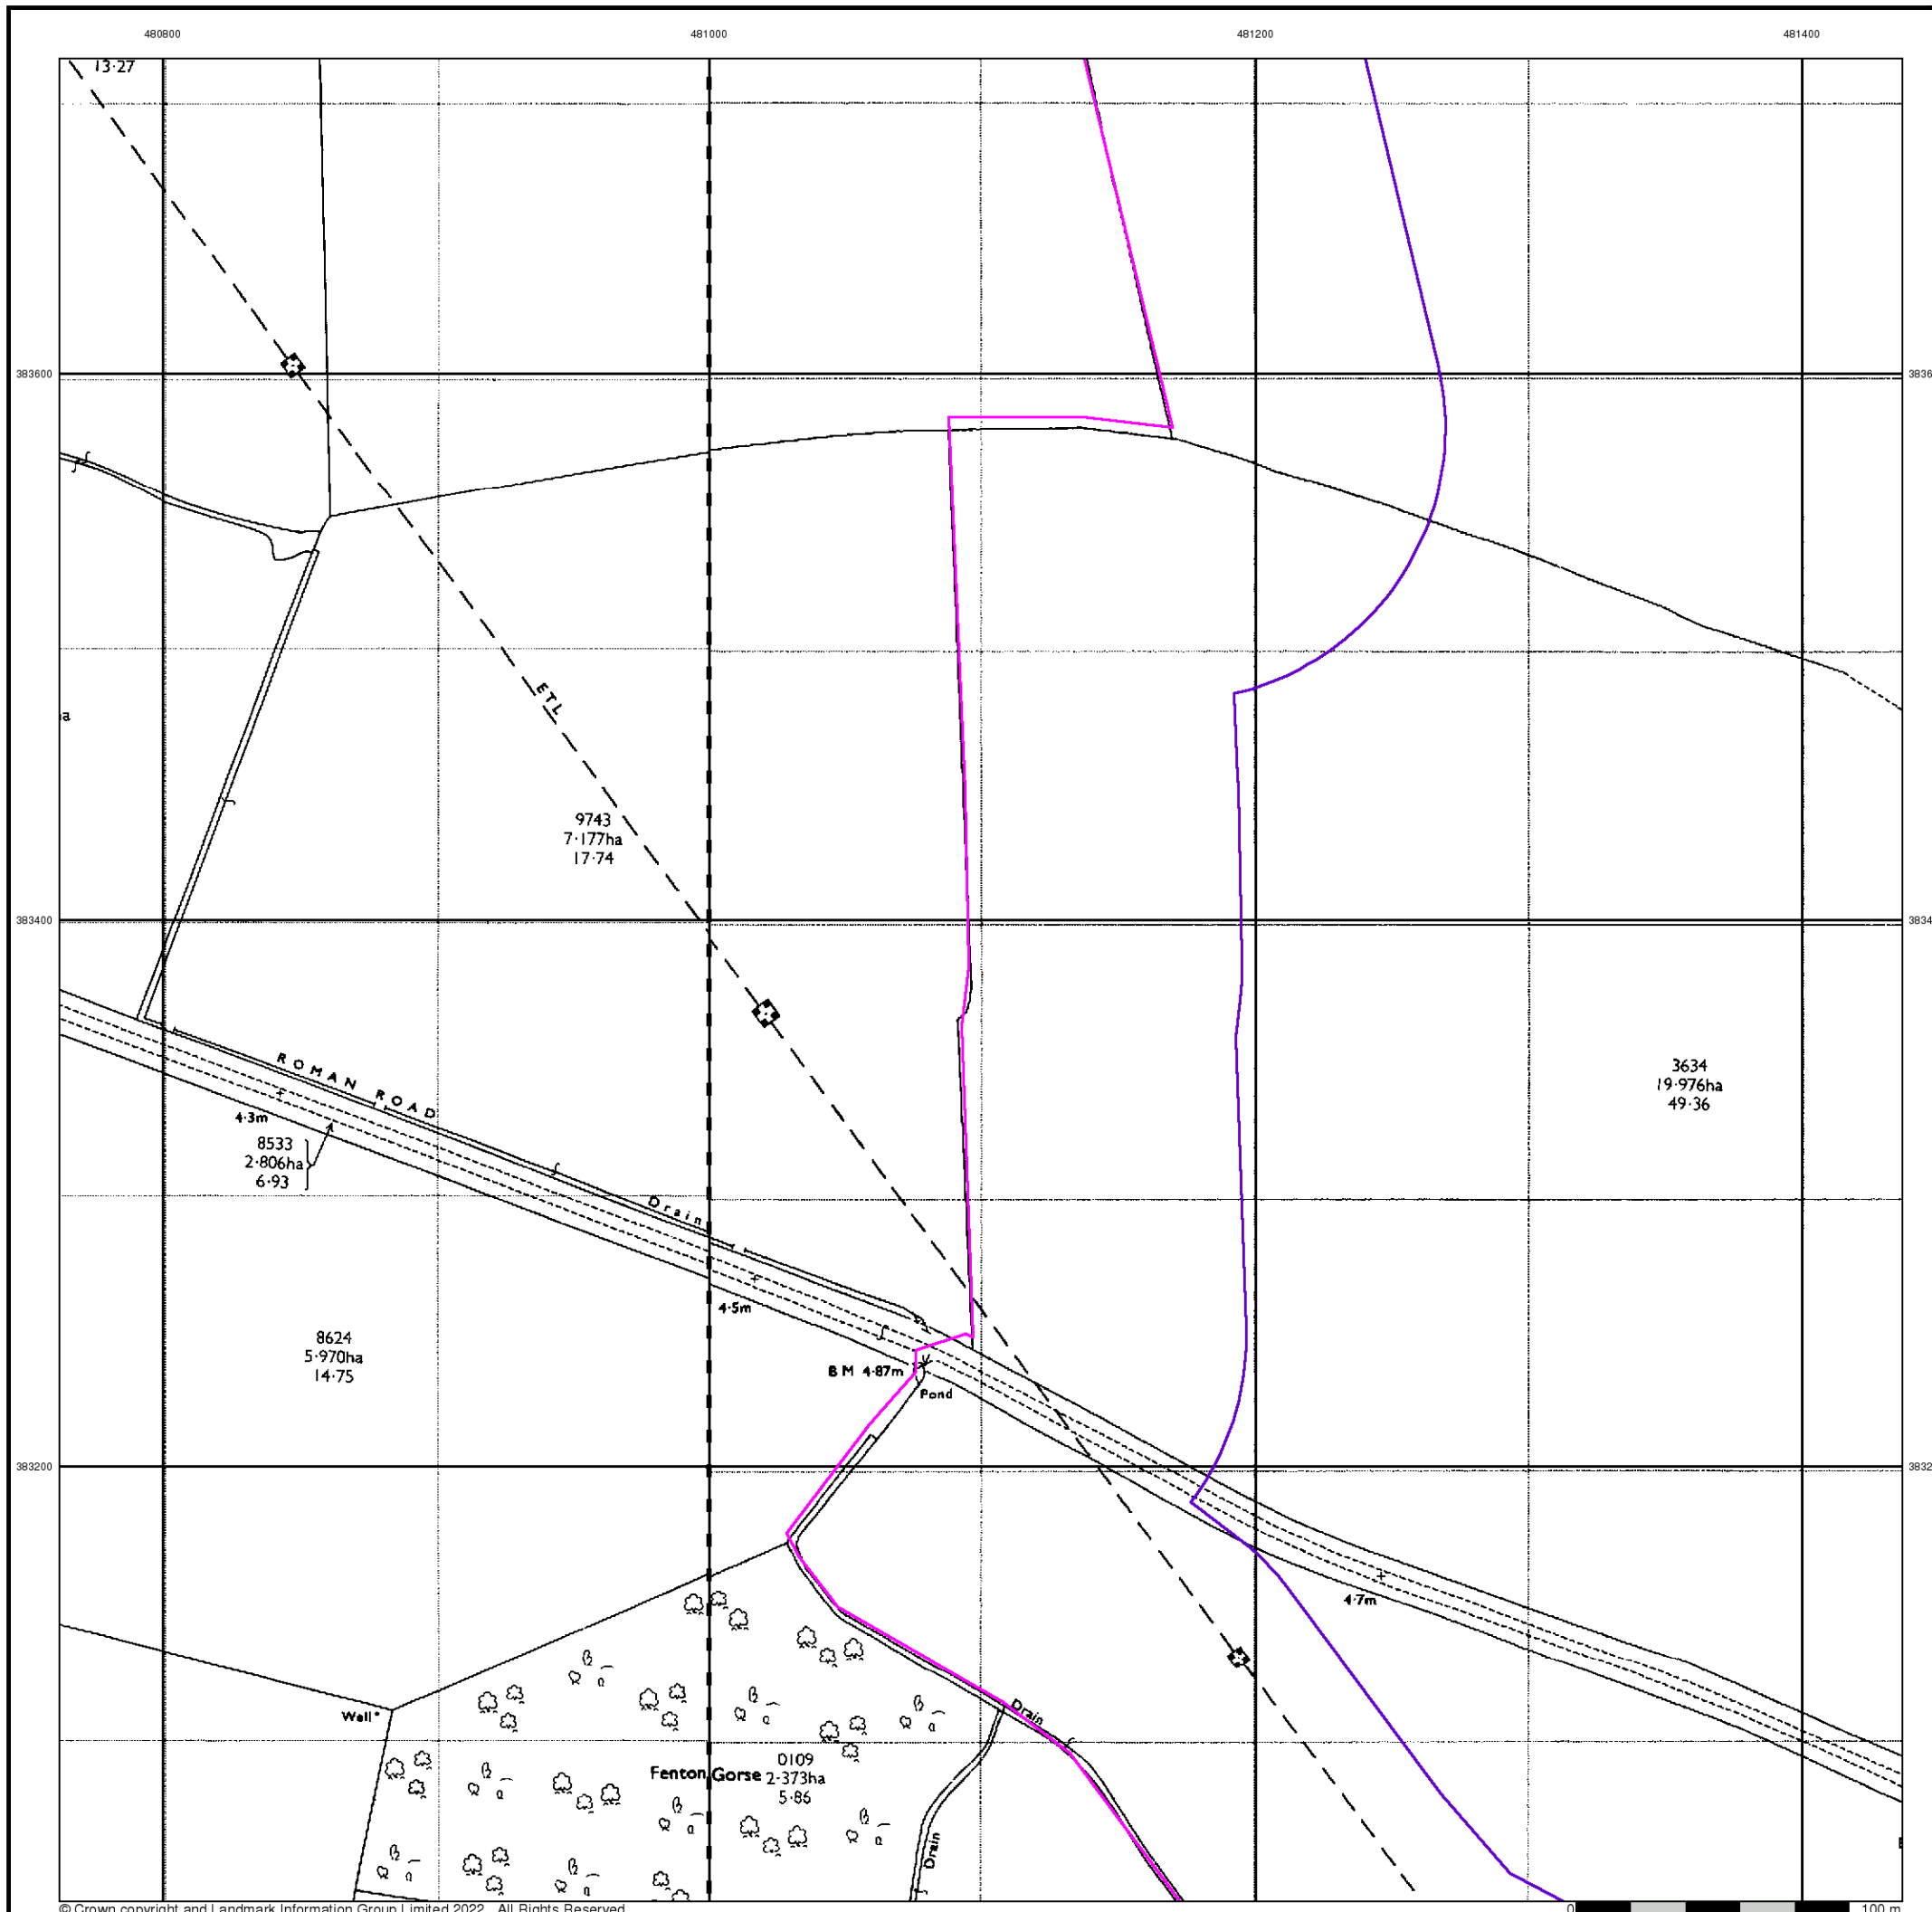 480800
481000
481200
481400
13·27
383600
3836
ETL
9743
7·177ha
17·74
383400
3834
ROMAN ROAD
4·3m
8533
2·806ha
6·93
3634
19·976ha
49·36
Drain
4·5m
8624
5·970ha
14·75
B M 4·87m
Pond
383200
3832
4·7m
Drain
Well
0109
Fenton Gorse 2·373ha
5·86
Drain
© Crown copyright and Landmark Information Group Limited 2022. All Rights Reserved
0 100 m